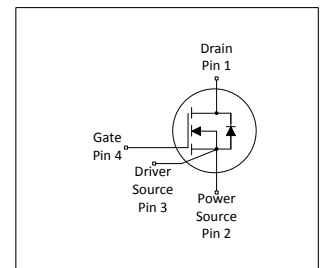 Drain
Pin 1
Gate
Pin 4
Driver
Source
Pin 3
Power
Source
Pin 2